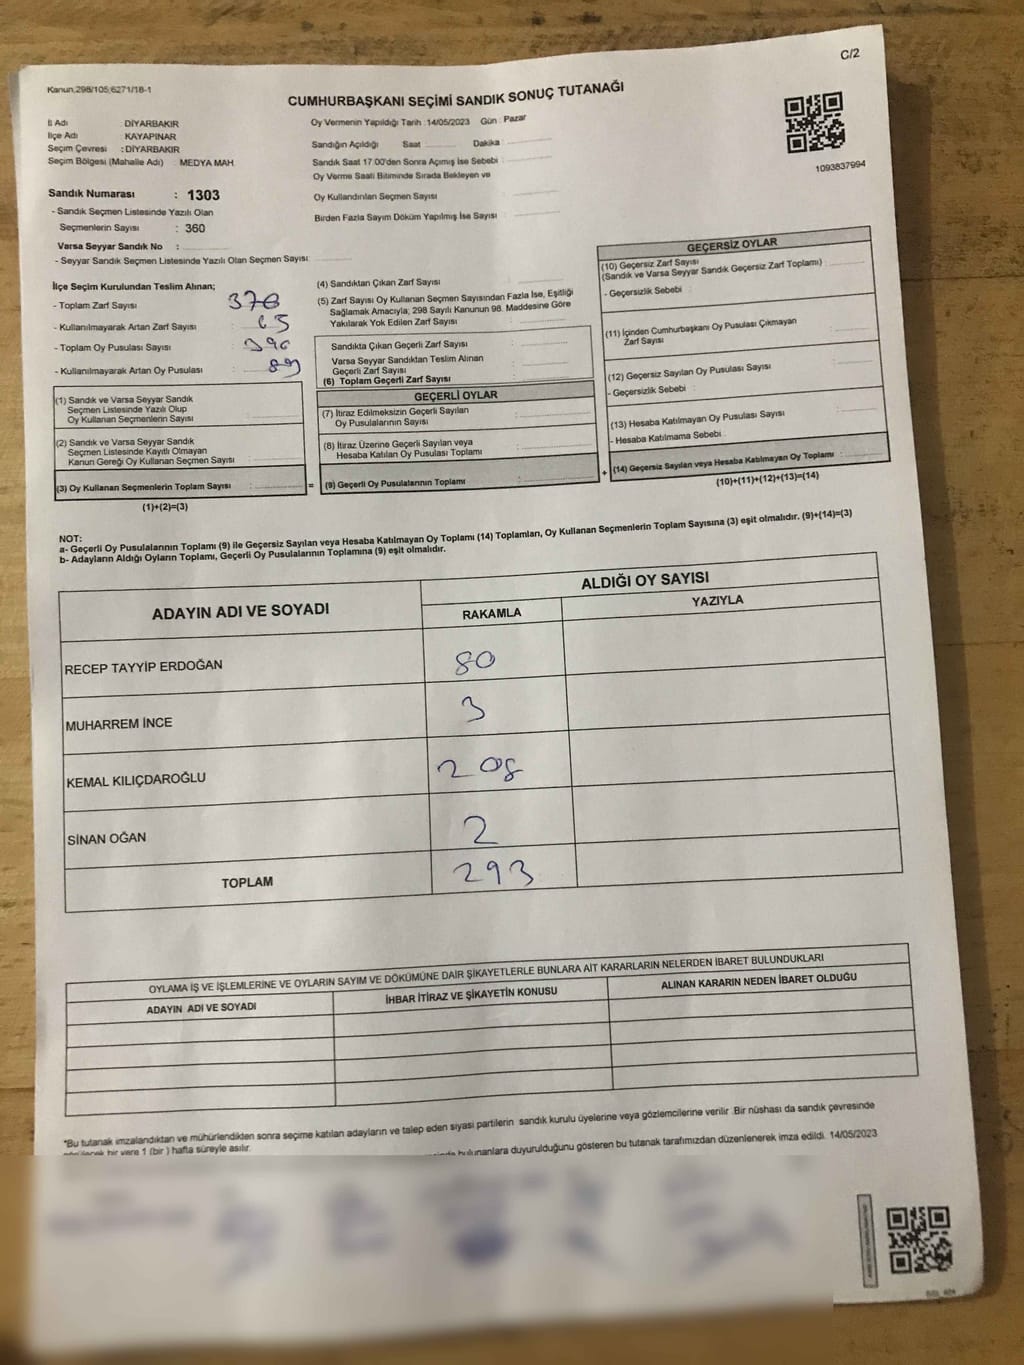 C/2
Kanun,298/105;6271/18-1
CUMHURBAŞKANI SEÇİMİ SANDIK SONUÇ TUTANAĞI
İl Adı : DİYARBAKIR
İlçe Adı : KAYAPINAR
Seçim Çevresi : DİYARBAKIR
Seçim Bölgesi (Mahalle Adı) : MEDYA MAH.
Oy Vermenin Yapıldığı Tarih : 14/05/2023 Gün : Pazar
Sandığın Açıldığı Saat Dakika
Sandık Saat 17:00'den Sonra Açımış İse Sebebi :
Oy Verme Saati Bitiminde Sırada Bekleyen ve
Oy Kullandırılan Seçmen Sayısı :
Birden Fazla Sayım Döküm Yapılmış İse Sayısı :
1093837994
Sandık Numarası : 1303
- Sandık Seçmen Listesinde Yazılı Olan
Seçmenlerin Sayısı : 360
Varsa Seyyar Sandık No :
- Seyyar Sandık Seçmen Listesinde Yazılı Olan Seçmen Sayısı :
İlçe Seçim Kurulundan Teslim Alınan;
- Toplam Zarf Sayısı : 376
- Kullanılmayarak Artan Zarf Sayısı :
- Toplam Oy Pusulası Sayısı : 390
- Kullanılmayarak Artan Oy Pusulası : 89
(1) Sandık ve Varsa Seyyar Sandık
Seçmen Listesinde Yazılı Olup
Oy Kullanan Seçmenlerin Sayısı :
(2) Sandık ve Varsa Seyyar Sandık
Seçmen Listesinde Kayıtlı Olmayan
Kanun Gereği Oy Kullanan Seçmen Sayısı :
(3) Oy Kullanan Seçmenlerin Toplam Sayısı : =
(1)+(2)=(3)
(4) Sandıktan Çıkan Zarf Sayısı :
(5) Zarf Sayısı Oy Kullanan Seçmen Sayısından Fazla İse, Eşitliği
Sağlamak Amacıyla; 298 Sayılı Kanunun 98. Maddesine Göre
Yakılarak Yok Edilen Zarf Sayısı :
Sandıkta Çıkan Geçerli Zarf Sayısı :
Varsa Seyyar Sandıktan Teslim Alınan
Geçerli Zarf Sayısı :
(6) Toplam Geçerli Zarf Sayısı :
GEÇERLİ OYLAR
(7) İtiraz Edilmeksizin Geçerli Sayılan
Oy Pusulalarının Sayısı :
(8) İtiraz Üzerine Geçerli Sayılan veya
Hesaba Katılan Oy Pusulası Toplamı :
(9) Geçerli Oy Pusulalarının Toplamı : +
GEÇERSİZ OYLAR
(10) Geçersiz Zarf Sayısı
(Sandık ve Varsa Seyyar Sandık Geçersiz Zarf Toplamı) :
- Geçersizlik Sebebi :
(11) İçinden Cumhurbaşkanı Oy Pusulası Çıkmayan
Zarf Sayısı :
(12) Geçersiz Sayılan Oy Pusulası Sayısı :
- Geçersizlik Sebebi :
(13) Hesaba Katılmayan Oy Pusulası Sayısı :
- Hesaba Katılmama Sebebi :
(14) Geçersiz Sayılan veya Hesaba Katılmayan Oy Toplamı :
(10)+(11)+(12)+(13)=(14)
NOT:
a- Geçerli Oy Pusulalarının Toplamı (9) ile Geçersiz Sayılan veya Hesaba Katılmayan Oy Toplamı (14) Toplamları, Oy Kullanan Seçmenlerin Toplam Sayısına (3) eşit olmalıdır. (9)+(14)=(3)
b- Adayların Aldığı Oyların Toplamı, Geçerli Oy Pusulalarının Toplamına (9) eşit olmalıdır.
ADAYIN ADI VE SOYADI
ALDIĞI OY SAYISI
RAKAMLA YAZIYLA
RECEP TAYYİP ERDOĞAN 80
MUHARREM İNCE 3
KEMAL KILIÇDAROĞLU 208
SİNAN OĞAN 2
TOPLAM 293
OYLAMA İŞ VE İŞLEMLERİNE VE OYLARIN SAYIM VE DÖKÜMÜNE DAİR ŞİKAYETLERLE BUNLARA AİT KARARLARIN NELERDEN İBARET BULUNDUKLARI
ADAYIN ADI VE SOYADI İHBAR İTİRAZ VE ŞİKAYETİN KONUSU ALINAN KARARIN NEDEN İBARET OLDUĞU
*Bu tutanak imzalandıktan ve mühürlendikten sonra seçime katılan adayların ve talep eden siyasi partilerin sandık kurulu üyelerine veya gözlemcilerine verilir .Bir nüshası da sandık çevresinde
bir yere 1 (bir ) hafta süreyle asılır.
bulunanlara duyurulduğunu gösteren bu tutanak tarafımızdan düzenlenerek imza edildi. 14/05/2023